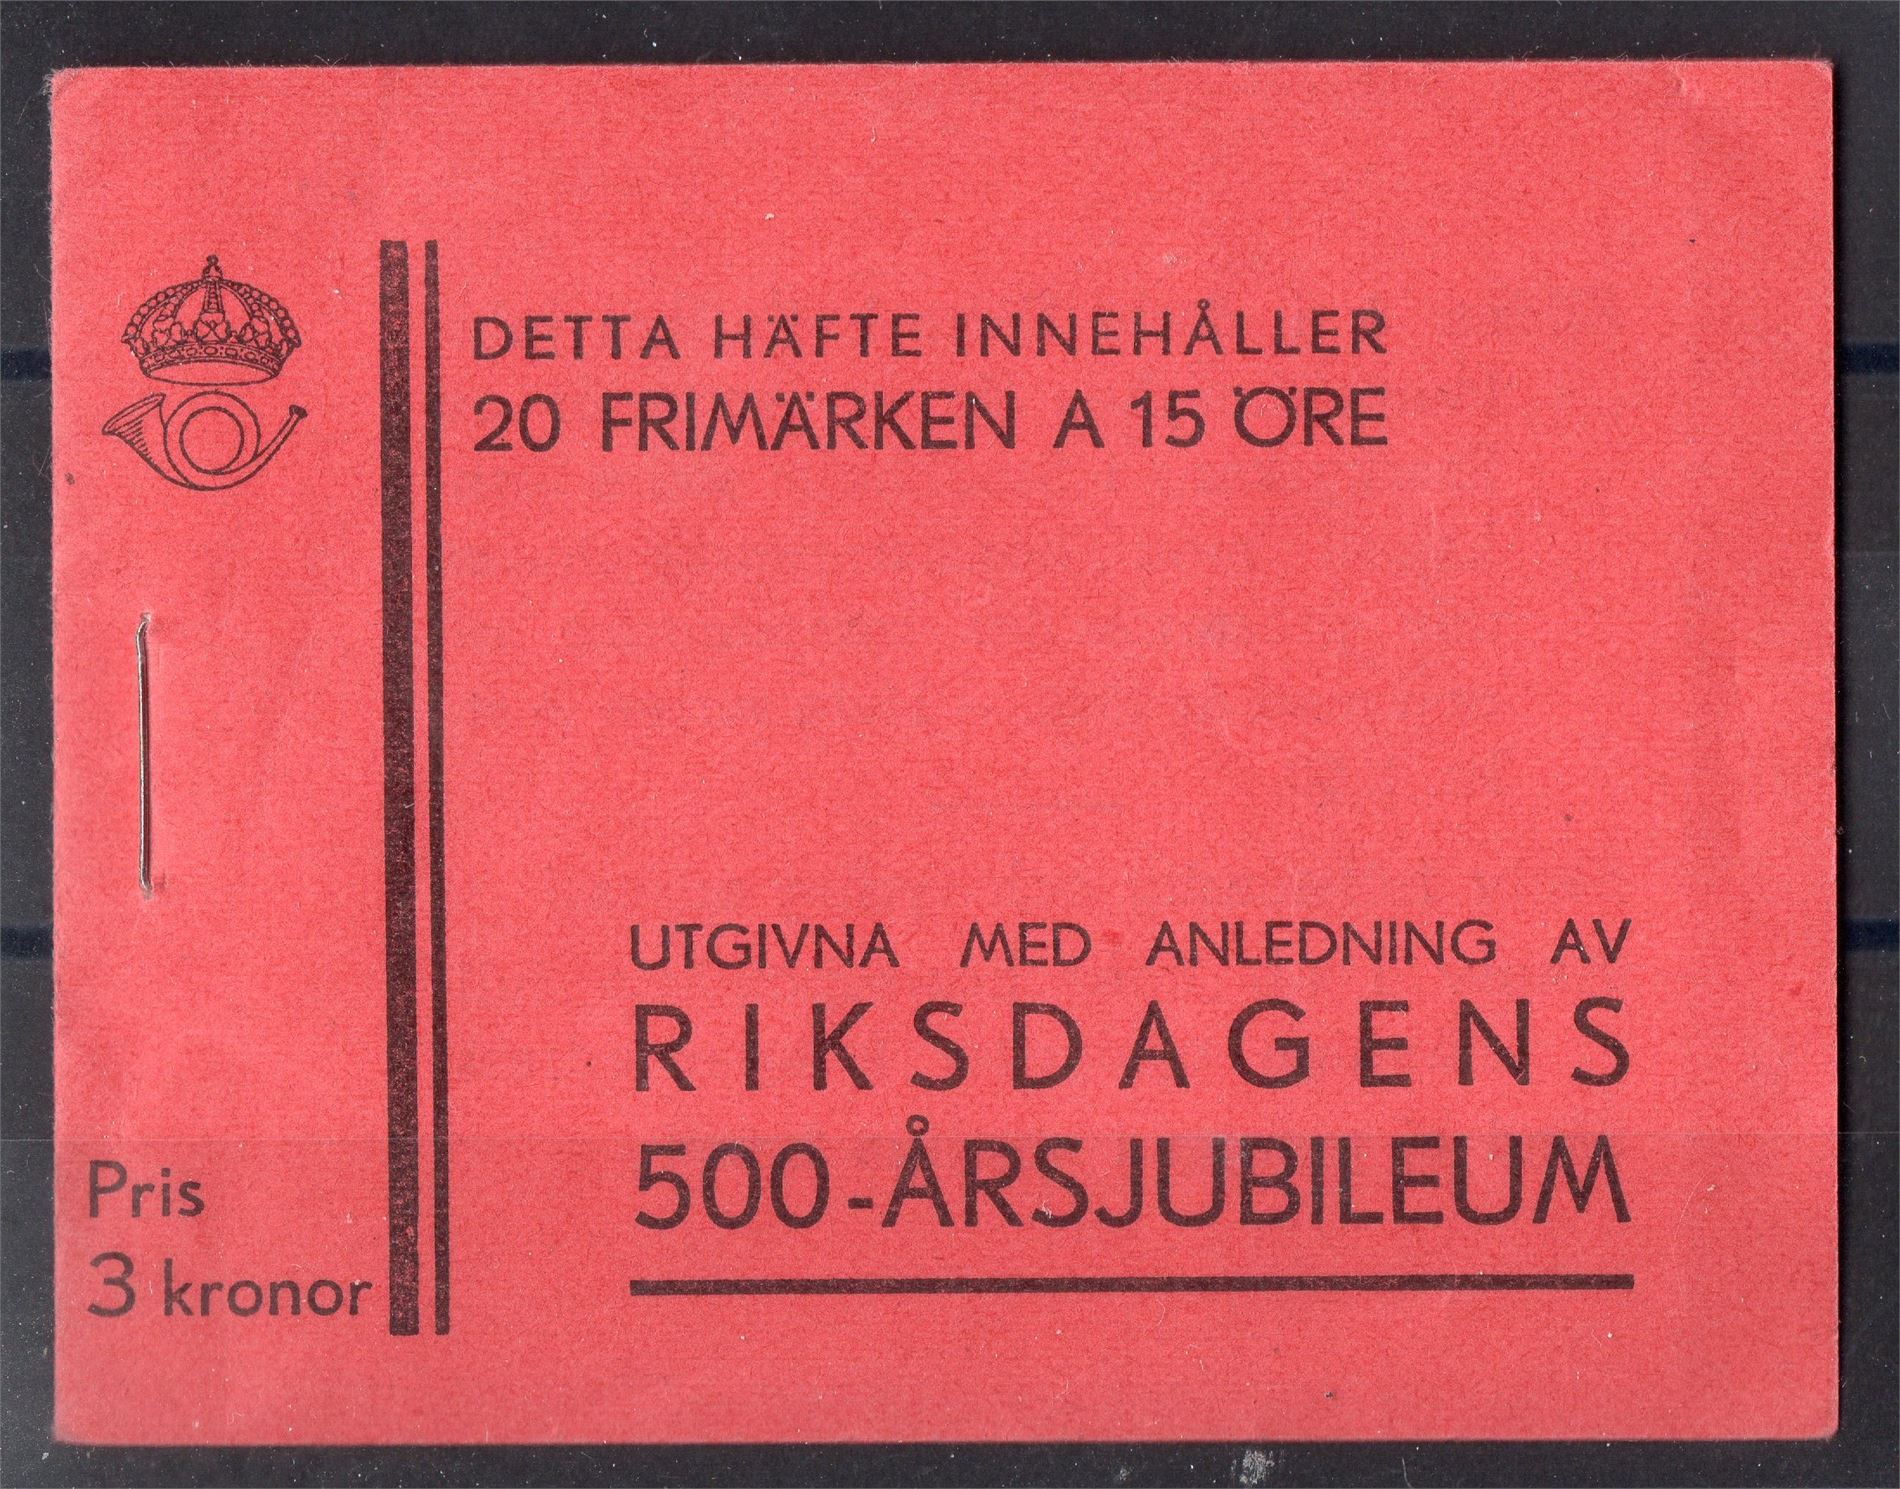 DETTA HÄFTE INNEHÅLLER
20 FRIMÄRKEN A 15 ÖRE
UTGIVNA MED ANLEDNING AV
RIKSDAGENS
500-ÅRSJUBILEUM
Pris
3 kronor